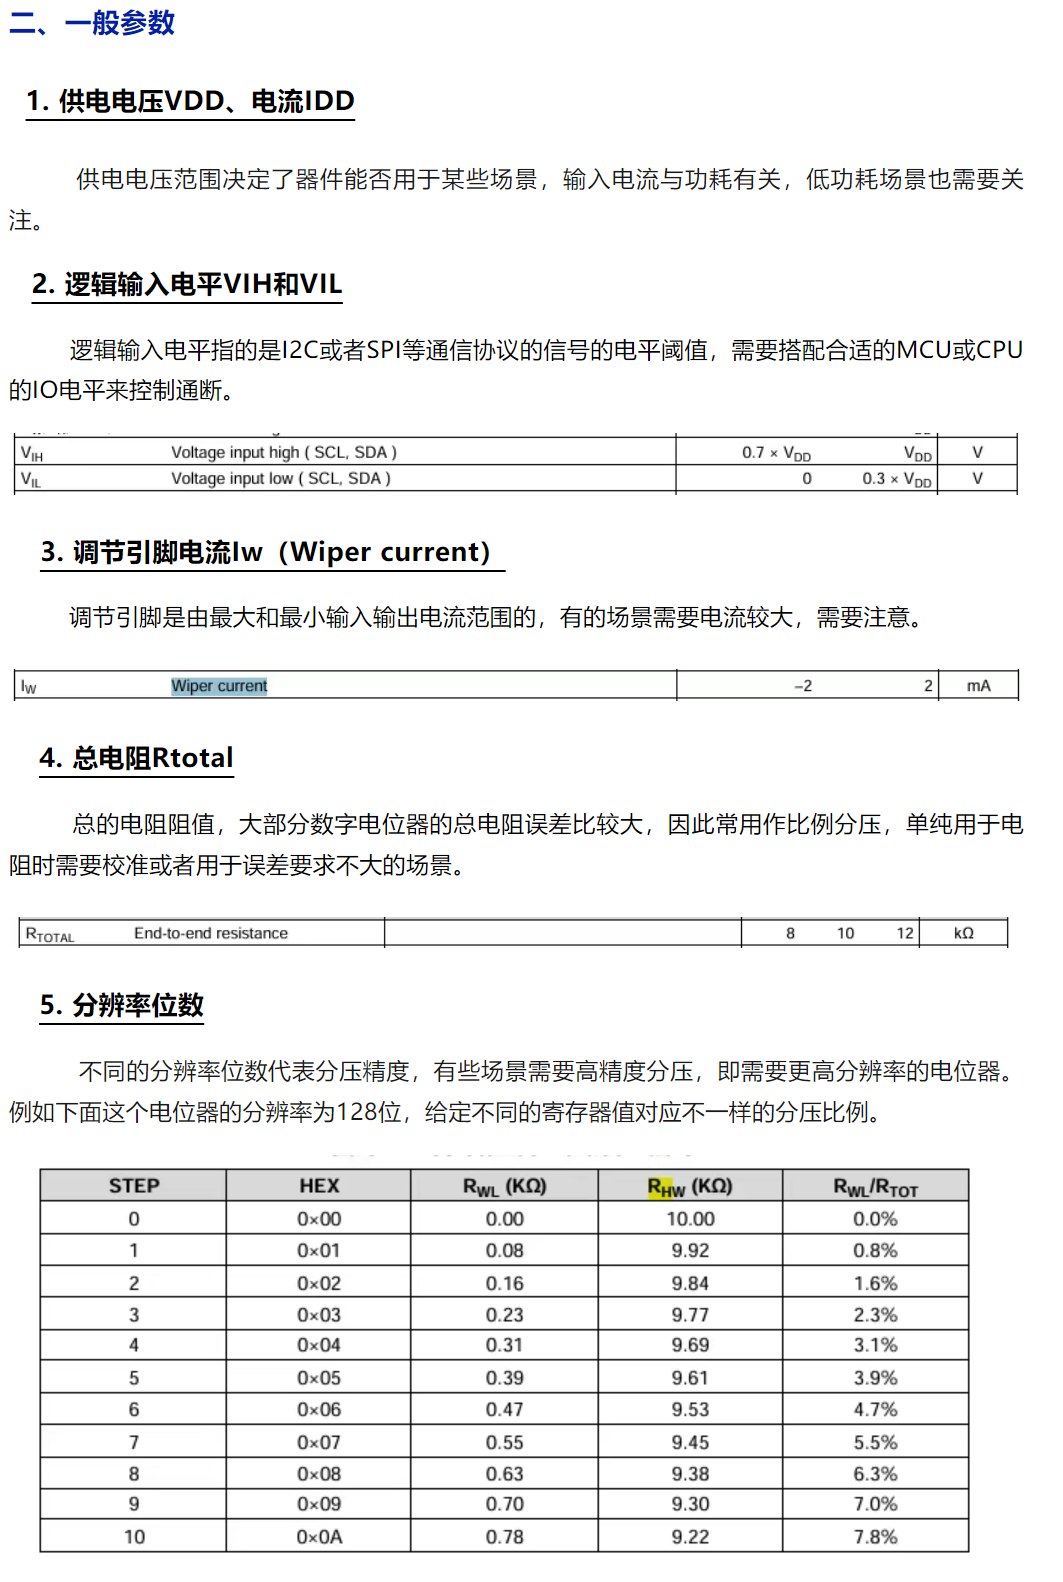 二、一般参数
1. 供电电压VDD、电流IDD
供电电压范围决定了器件能否用于某些场景，输入电流与功耗有关，低功耗场景也需要关
注。
2. 逻辑输入电平VIH和VIL
逻辑输入电平指的是I2C或者SPI等通信协议的信号的电平阈值，需要搭配合适的MCU或CPU
的IO电平来控制通断。
VIH Voltage input high ( SCL, SDA ) 0.7 × VDD VDD V
VIL Voltage input low ( SCL, SDA ) 0 0.3 × VDD V
3. 调节引脚电流Iw（Wiper current）
调节引脚是由最大和最小输入输出电流范围的，有的场景需要电流较大，需要注意。
IW Wiper current –2 2 mA
4. 总电阻Rtotal
总的电阻阻值，大部分数字电位器的总电阻误差比较大，因此常用作比例分压，单纯用于电
阻时需要校准或者用于误差要求不大的场景。
RTOTAL End-to-end resistance 8 10 12 kΩ
5. 分辨率位数
不同的分辨率位数代表分压精度，有些场景需要高精度分压，即需要更高分辨率的电位器。
例如下面这个电位器的分辨率为128位，给定不同的寄存器值对应不一样的分压比例。
STEP HEX RWL (KΩ) RHW (KΩ) RWL/RTOT
0 0×00 0.00 10.00 0.0%
1 0×01 0.08 9.92 0.8%
2 0×02 0.16 9.84 1.6%
3 0×03 0.23 9.77 2.3%
4 0×04 0.31 9.69 3.1%
5 0×05 0.39 9.61 3.9%
6 0×06 0.47 9.53 4.7%
7 0×07 0.55 9.45 5.5%
8 0×08 0.63 9.38 6.3%
9 0×09 0.70 9.30 7.0%
10 0×0A 0.78 9.22 7.8%